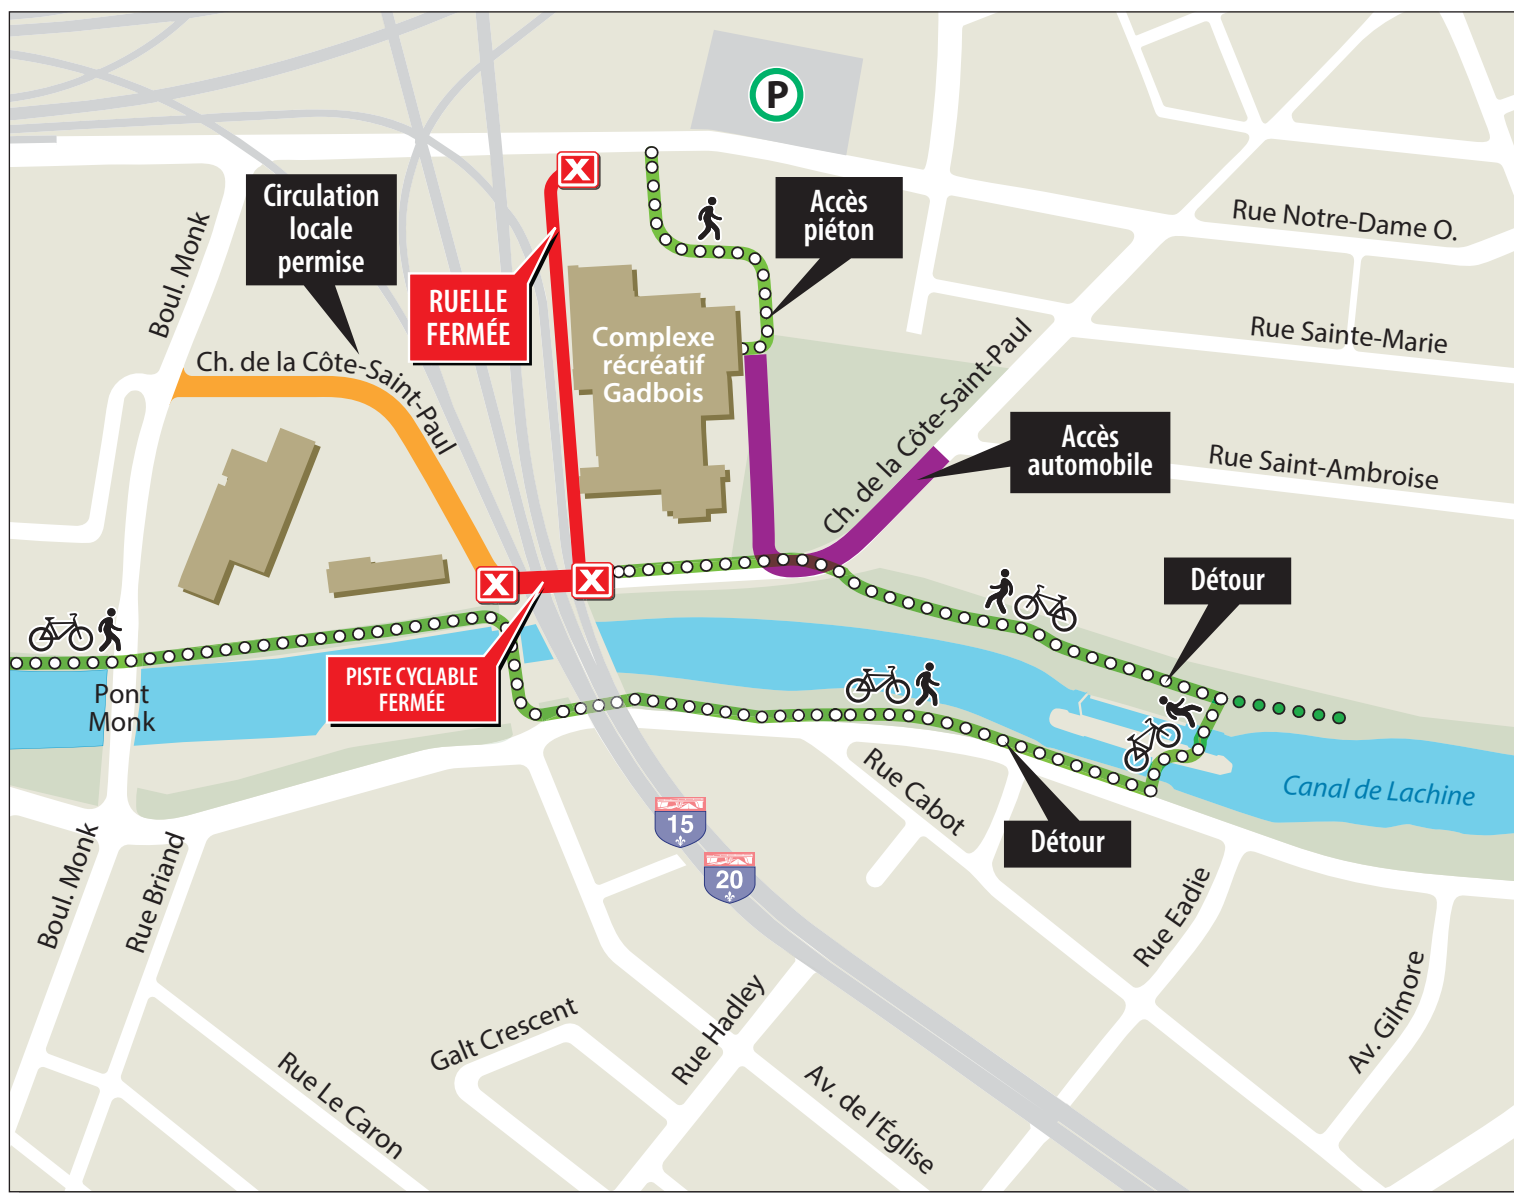 P
Circulation
locale
permise
Accès
piéton
Rue Notre-Dame O.
Boul. Monk
RUELLE
FERMÉE
Complexe
récréatif
Gadbois
Rue Sainte-Marie
Ch. de la Côte-Saint-Paul
Ch. de la Côte-Saint-Paul
Accès
automobile
Rue Saint-Ambroise
X
X
X
Détour
PISTE CYCLABLE
FERMÉE
Pont
Monk
Canal de Lachine
Rue Cabot
Détour
15
20
Boul. Monk
Rue Briand
Rue Eadie
Av. Gilmore
Galt Crescent
Rue Hadley
Rue Le Caron
Av. de l'Église